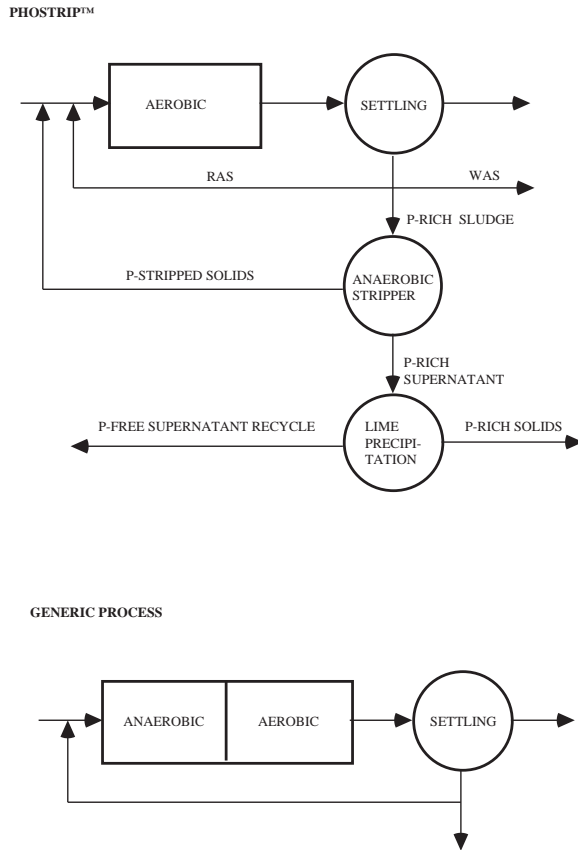 PHOSTRIP™
AEROBIC
SETTLING
RAS
WAS
P-RICH SLUDGE
P-STRIPPED SOLIDS
ANAEROBIC
STRIPPER
P-RICH
SUPERNATANT
P-FREE SUPERNATANT RECYCLE
LIME
PRECIPI-
TATION
P-RICH SOLIDS
GENERIC PROCESS
ANAEROBIC
AEROBIC
SETTLING